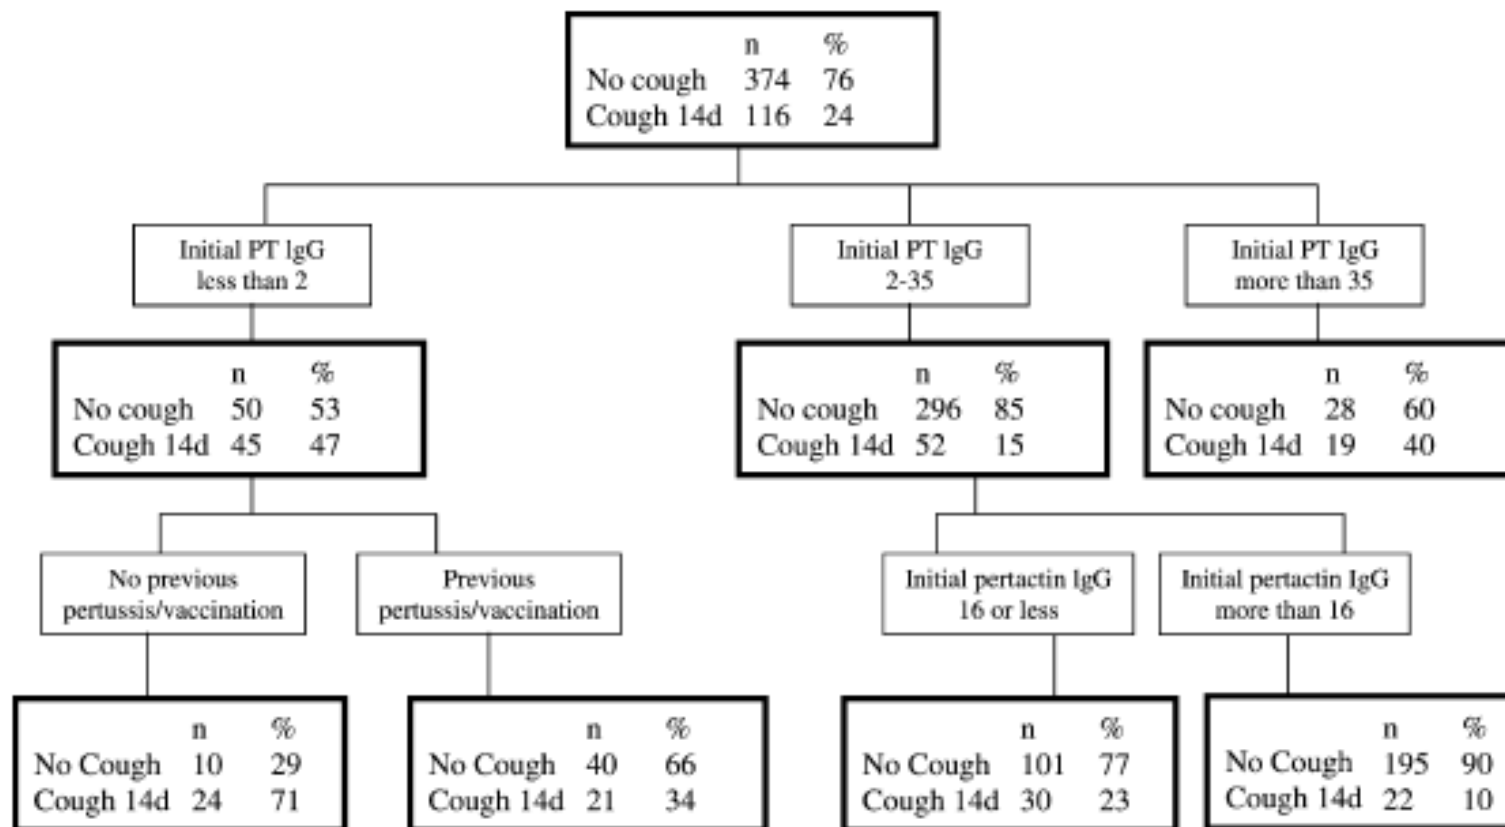 n %
No cough 374 76
Cough 14d 116 24
Initial PT IgG
less than 2
Initial PT IgG
2-35
Initial PT IgG
more than 35
n %
No cough 50 53
Cough 14d 45 47
n %
No cough 296 85
Cough 14d 52 15
n %
No cough 28 60
Cough 14d 19 40
No previous
pertussis/vaccination
Previous
pertussis/vaccination
Initial pertactin IgG
16 or less
Initial pertactin IgG
more than 16
n %
No Cough 10 29
Cough 14d 24 71
n %
No Cough 40 66
Cough 14d 21 34
n %
No Cough 101 77
Cough 14d 30 23
n %
No Cough 195 90
Cough 14d 22 10